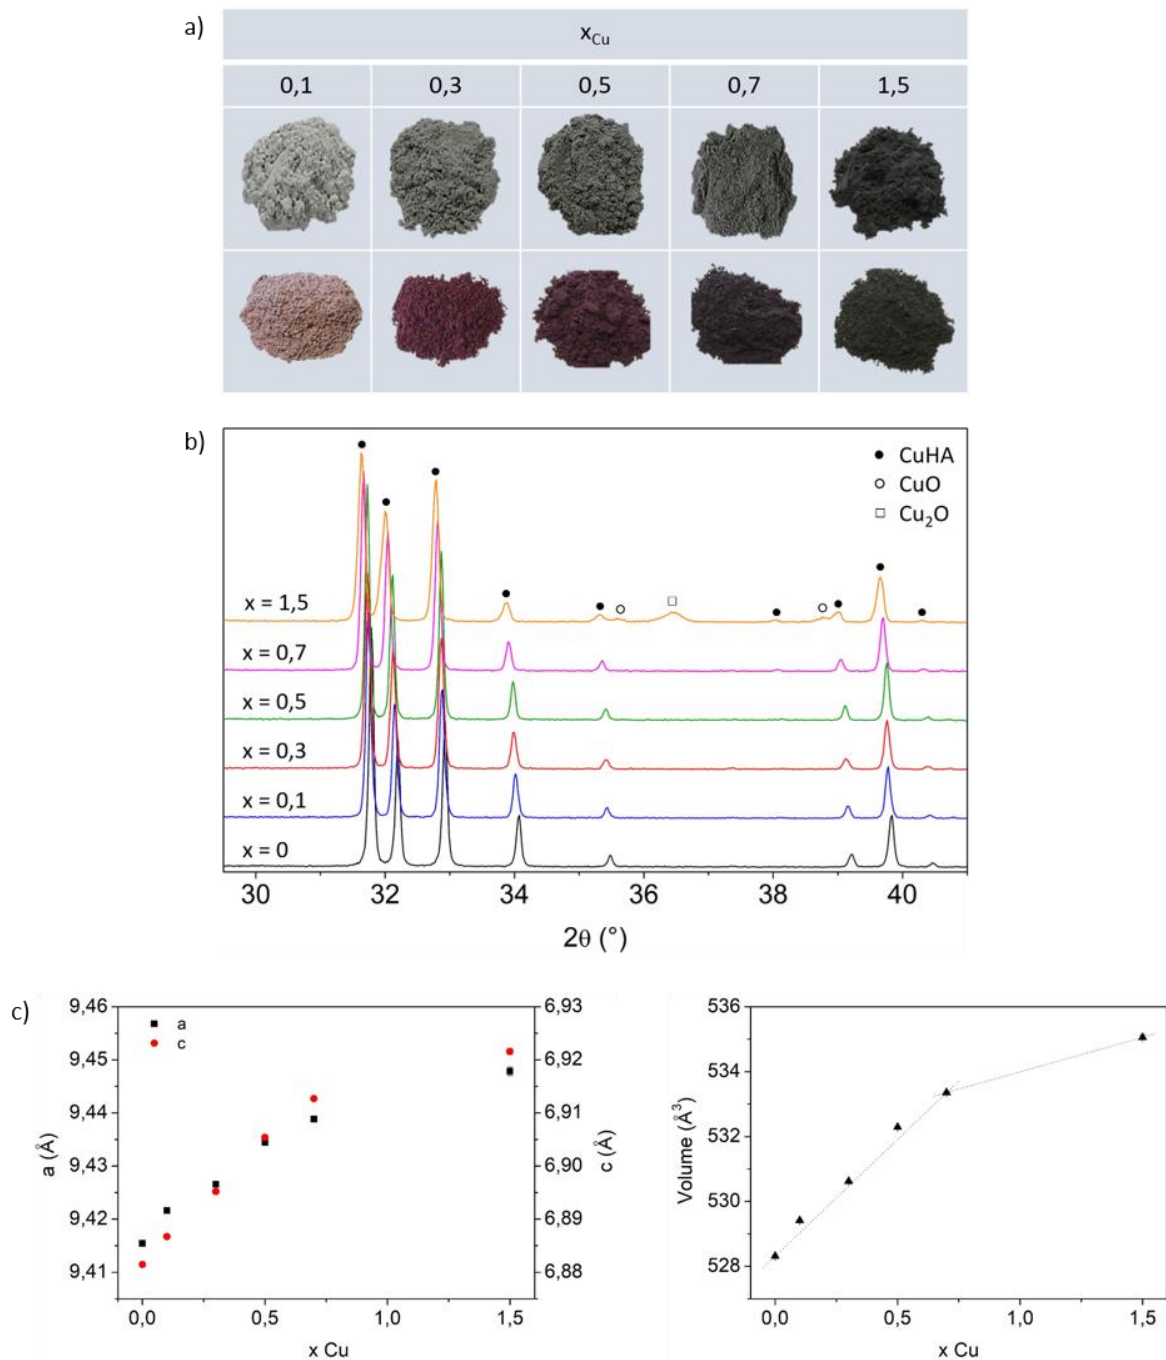 a)
x_Cu
0,1 0,3 0,5 0,7 1,5
b)
● CuHA
○ CuO
□ Cu₂O
x = 1,5
x = 0,7
x = 0,5
x = 0,3
x = 0,1
x = 0
30 32 34 36 38 40
2θ (°)
c)
9,46
9,45
9,44
9,43
9,42
9,41
a (Å)
a
c
6,93
6,92
6,91
6,90
6,89
6,88
c (Å)
0,0 0,5 1,0 1,5
x Cu
536
534
532
530
528
Volume (Å³)
0,0 0,5 1,0 1,5
x Cu